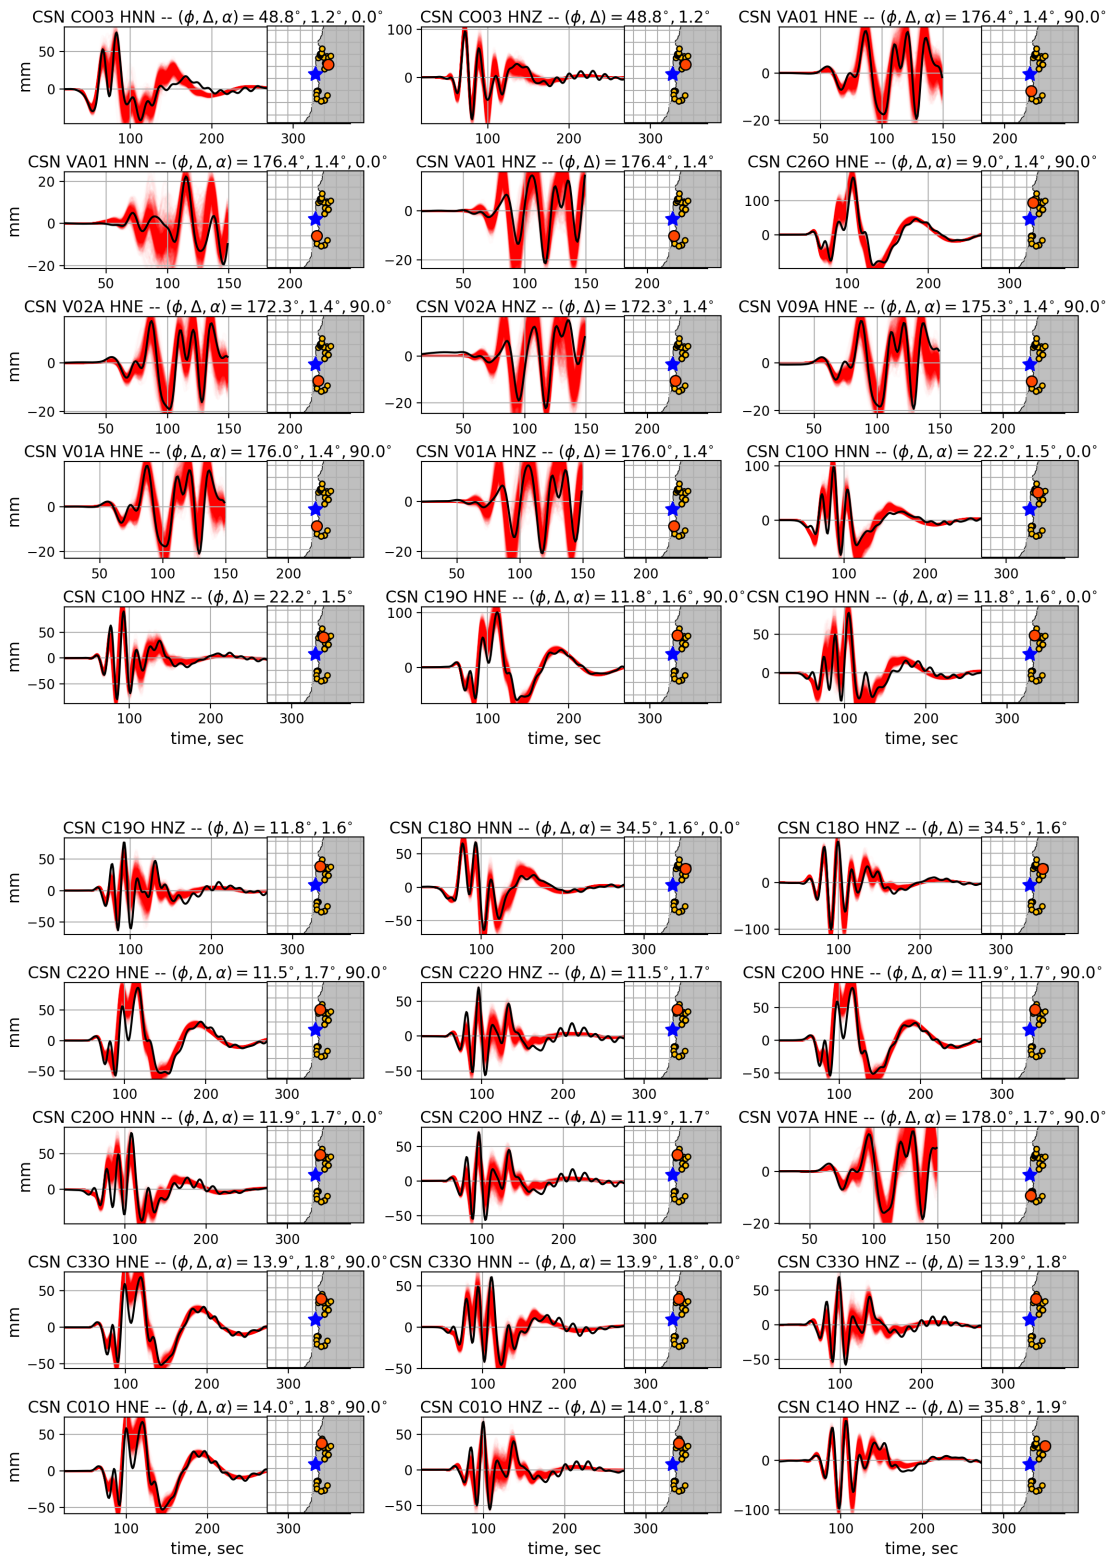 CSN CO03 HNN -- (ϕ, Δ, α) = 48.8°, 1.2°, 0.0° CSN CO03 HNZ -- (ϕ, Δ) = 48.8°, 1.2° CSN VA01 HNE -- (ϕ, Δ, α) = 176.4°, 1.4°, 90.0°
mm 50 0 100 0 0 −20
100 200 300 100 200 300 50 100 150 200
CSN VA01 HNN -- (ϕ, Δ, α) = 176.4°, 1.4°, 0.0° CSN VA01 HNZ -- (ϕ, Δ) = 176.4°, 1.4° CSN C26O HNE -- (ϕ, Δ, α) = 9.0°, 1.4°, 90.0°
mm 20 0 −20 0 −20 100 0
50 100 150 200 50 100 150 200 100 200 300
CSN V02A HNE -- (ϕ, Δ, α) = 172.3°, 1.4°, 90.0° CSN V02A HNZ -- (ϕ, Δ) = 172.3°, 1.4° CSN V09A HNE -- (ϕ, Δ, α) = 175.3°, 1.4°, 90.0°
mm 0 −20 0 −20 0 −20
50 100 150 200 50 100 150 200 50 100 150 200
CSN V01A HNE -- (ϕ, Δ, α) = 176.0°, 1.4°, 90.0° CSN V01A HNZ -- (ϕ, Δ) = 176.0°, 1.4° CSN C10O HNN -- (ϕ, Δ, α) = 22.2°, 1.5°, 0.0°
mm 0 −20 0 −20 100 0
50 100 150 200 50 100 150 200 100 200 300
CSN C10O HNZ -- (ϕ, Δ) = 22.2°, 1.5° CSN C19O HNE -- (ϕ, Δ, α) = 11.8°, 1.6°, 90.0° CSN C19O HNN -- (ϕ, Δ, α) = 11.8°, 1.6°, 0.0°
mm 50 0 −50 100 0 50 0
100 200 300 100 200 300 100 200 300
time, sec time, sec time, sec
CSN C19O HNZ -- (ϕ, Δ) = 11.8°, 1.6° CSN C18O HNN -- (ϕ, Δ, α) = 34.5°, 1.6°, 0.0° CSN C18O HNZ -- (ϕ, Δ) = 34.5°, 1.6°
mm 50 0 −50 50 0 −50 0 −100
100 200 300 100 200 300 100 200 300
CSN C22O HNE -- (ϕ, Δ, α) = 11.5°, 1.7°, 90.0° CSN C22O HNZ -- (ϕ, Δ) = 11.5°, 1.7° CSN C20O HNE -- (ϕ, Δ, α) = 11.9°, 1.7°, 90.0°
mm 50 0 −50 50 0 −50 50 0 −50
100 200 300 100 200 300 100 200 300
CSN C20O HNN -- (ϕ, Δ, α) = 11.9°, 1.7°, 0.0° CSN C20O HNZ -- (ϕ, Δ) = 11.9°, 1.7° CSN V07A HNE -- (ϕ, Δ, α) = 178.0°, 1.7°, 90.0°
mm 50 0 −50 50 0 −50 0 −20
100 200 300 100 200 300 50 100 150 200
CSN C33O HNE -- (ϕ, Δ, α) = 13.9°, 1.8°, 90.0° CSN C33O HNN -- (ϕ, Δ, α) = 13.9°, 1.8°, 0.0° CSN C33O HNZ -- (ϕ, Δ) = 13.9°, 1.8°
mm 50 0 −50 50 0 −50 50 0 −50
100 200 300 100 200 300 100 200 300
CSN C01O HNE -- (ϕ, Δ, α) = 14.0°, 1.8°, 90.0° CSN C01O HNZ -- (ϕ, Δ) = 14.0°, 1.8° CSN C14O HNZ -- (ϕ, Δ) = 35.8°, 1.9°
mm 50 0 −50 50 0 −50 0 −100
100 200 300 100 200 300 100 200 300
time, sec time, sec time, sec